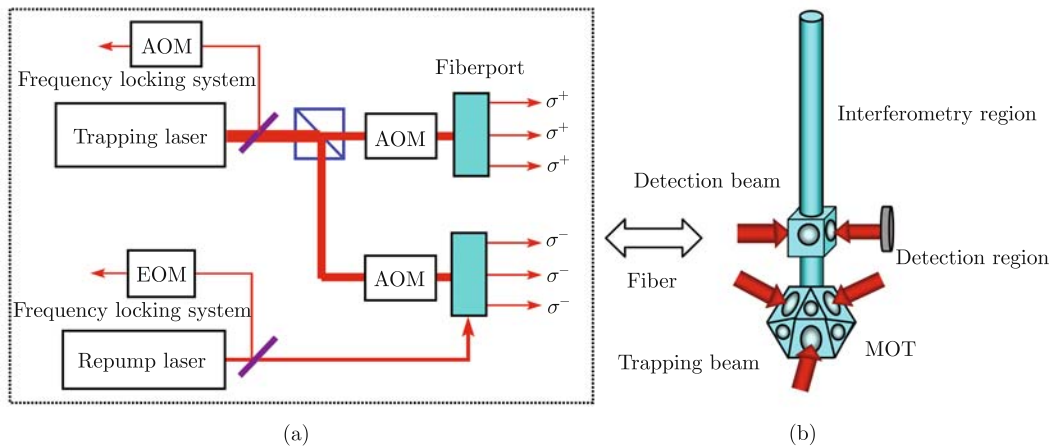 AOM
Frequency locking system
Trapping laser
AOM
Fiberport
σ+
σ+
σ+
AOM
σ−
σ−
σ−
EOM
Frequency locking system
Repump laser
(a)
Interferometry region
Detection beam
Detection region
Fiber
Trapping beam
MOT
(b)